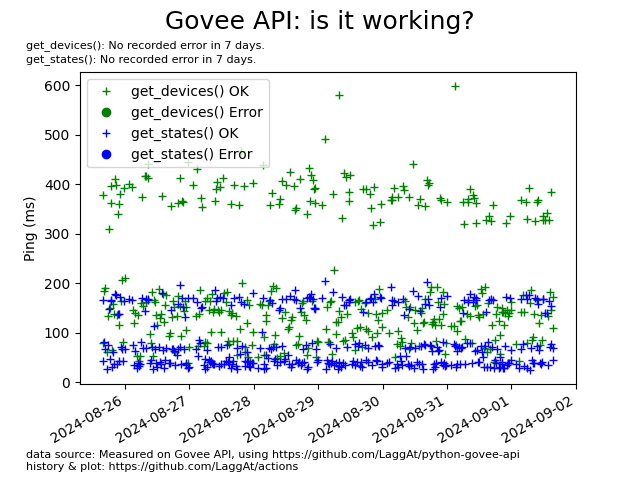 Govee API: is it working?
get_devices(): No recorded error in 7 days.
get_states(): No recorded error in 7 days.
get_devices() OK
get_devices() Error
get_states() OK
get_states() Error
Ping (ms)
600
500
400
300
200
100
0
2024-08-26
2024-08-27
2024-08-28
2024-08-29
2024-08-30
2024-08-31
2024-09-01
2024-09-02
data source: Measured on Govee API, using https://github.com/LaggAt/python-govee-api
history & plot: https://github.com/LaggAt/actions